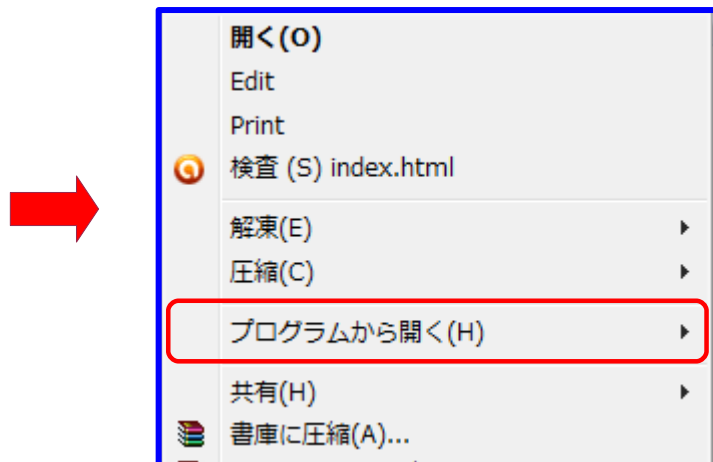 開く(O)
Edit
Print
検査 (S) index.html
解凍(E)
圧縮(C)
プログラムから開く(H)
共有(H)
書庫に圧縮(A)...